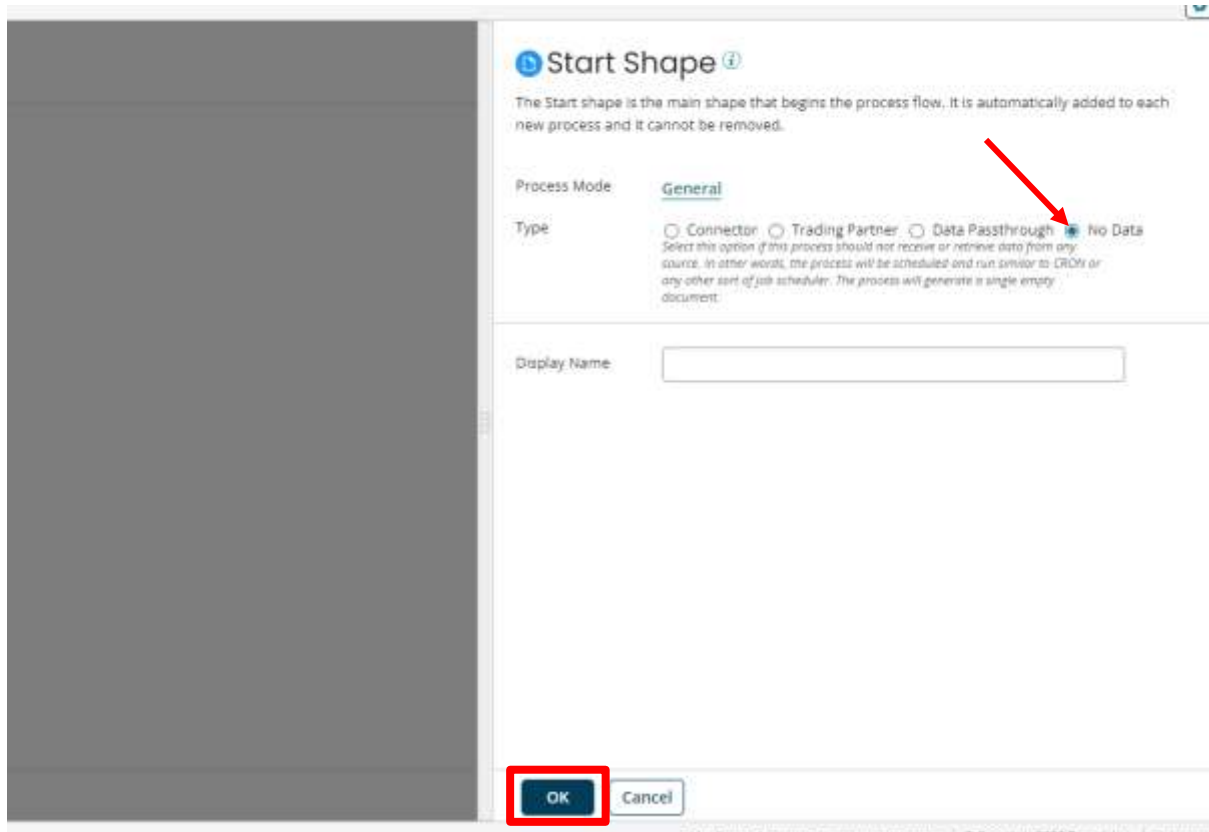 Start Shape
The Start shape is the main shape that begins the process flow. It is automatically added to each
new process and it cannot be removed.
Process Mode General
Type Connector Trading Partner Data Passthrough No Data
Select this option if this process should not receive or retrieve data from any
source. In other words, the process will be scheduled and run similar to CRON or
any other sort of job scheduler. The process will generate a single empty
document.
Display Name
OK Cancel